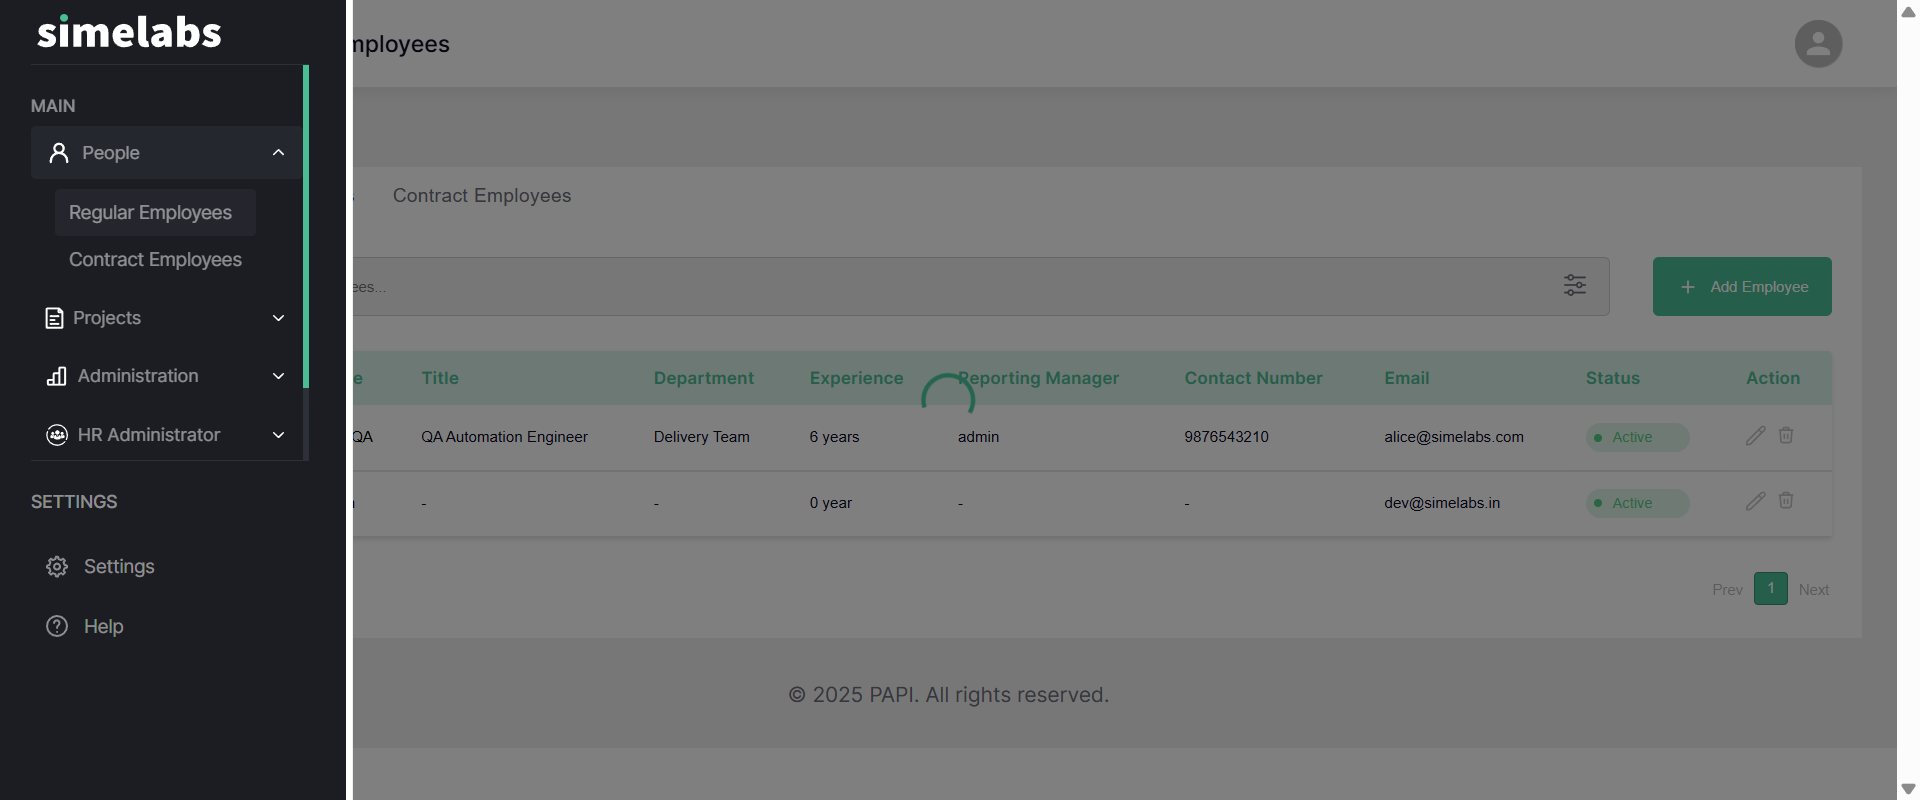 simelabs
MAIN
People
Regular Employees
Contract Employees
Projects
Administration
HR Administrator
SETTINGS
Settings
Help
mployees
Contract Employees
ees...
+ Add Employee
e Title Department Experience Reporting Manager Contact Number Email Status Action
QA QA Automation Engineer Delivery Team 6 years admin 9876543210 alice@simelabs.com Active
- - 0 year - - dev@simelabs.in Active
Prev 1 Next
© 2025 PAPI. All rights reserved.